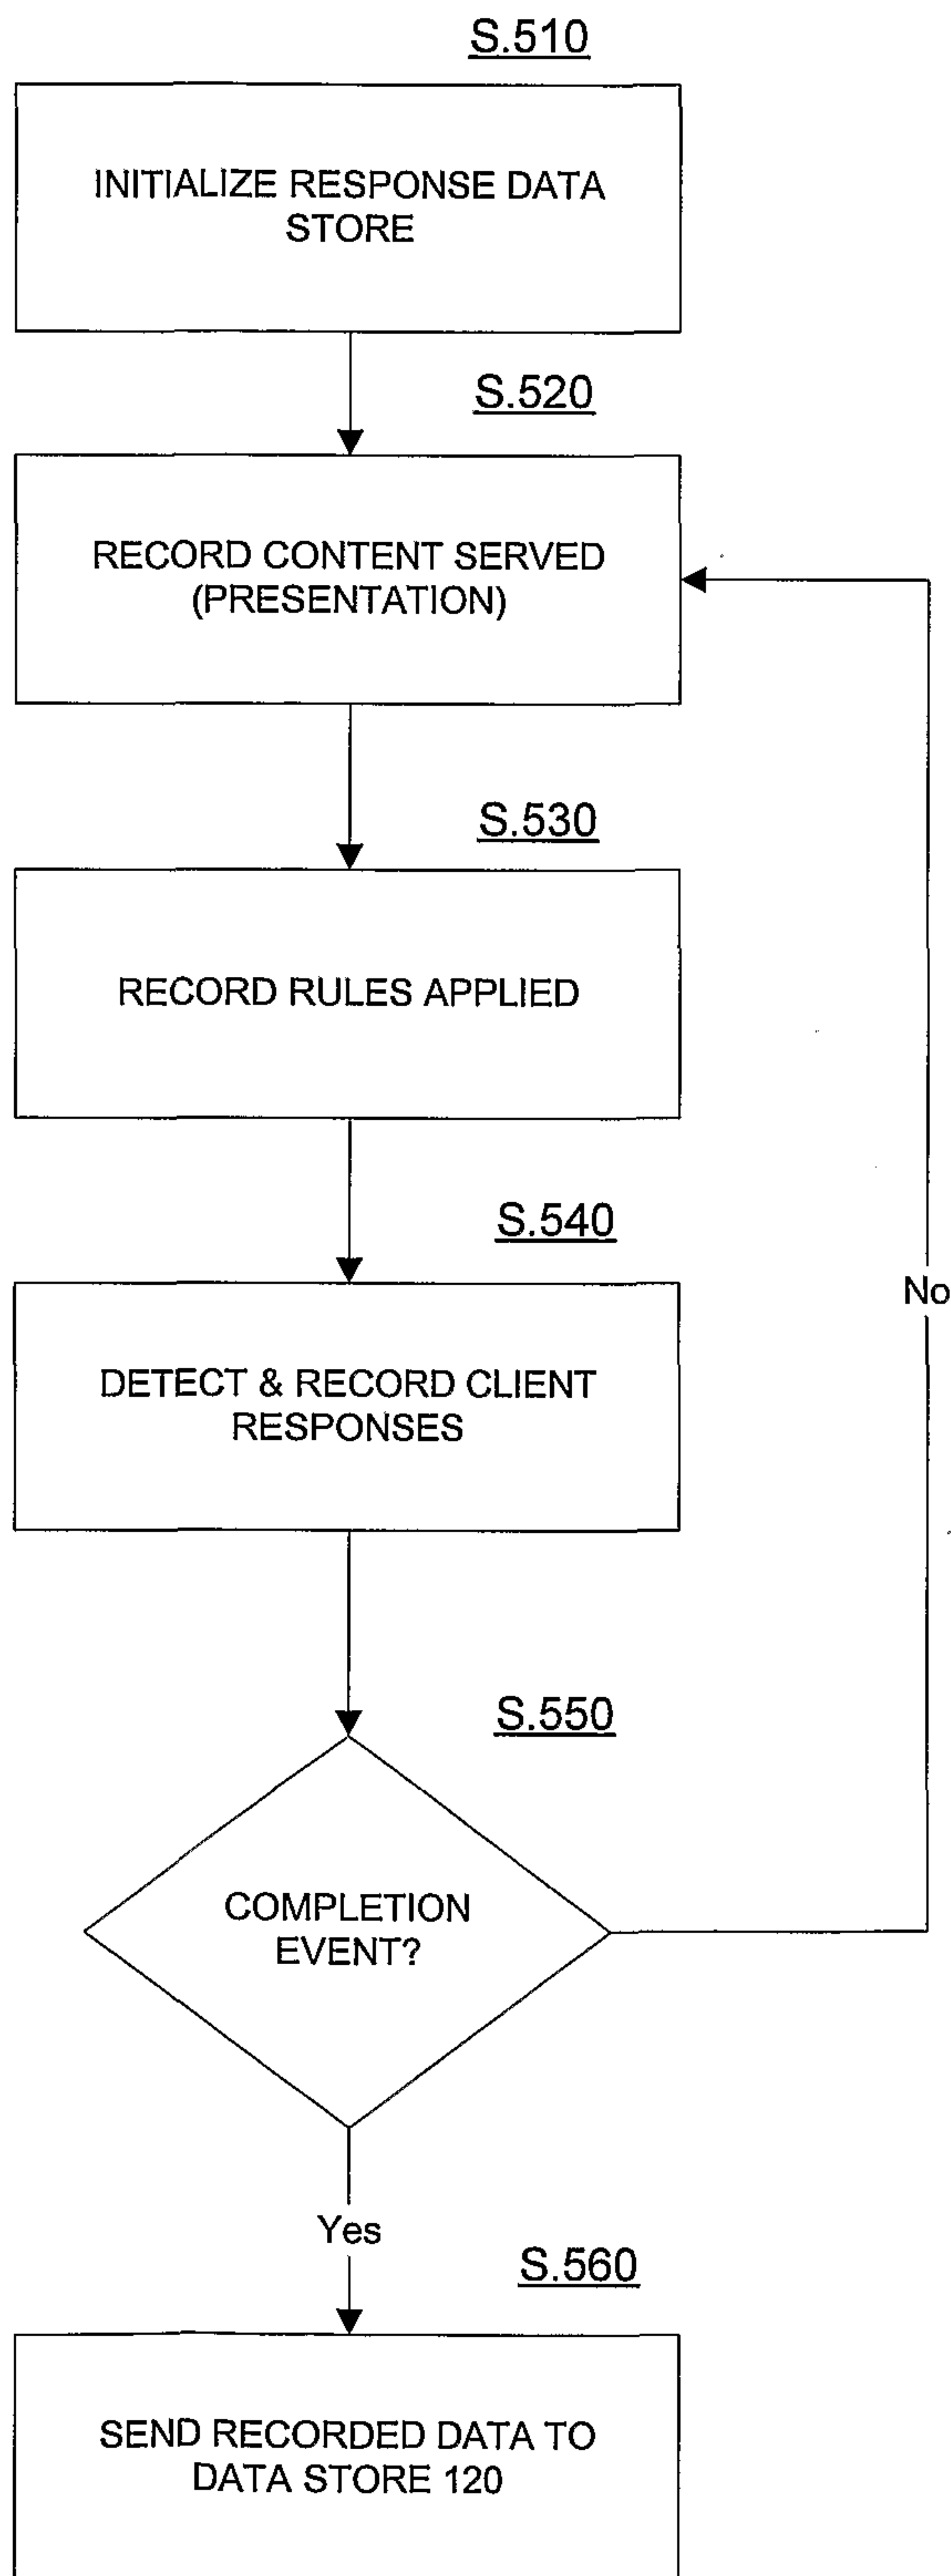 S.510
INITIALIZE RESPONSE DATA
STORE
S.520
RECORD CONTENT SERVED
(PRESENTATION)
S.530
RECORD RULES APPLIED
S.540
DETECT & RECORD CLIENT
RESPONSES
No
S.550
COMPLETION
EVENT?
Yes
S.560
SEND RECORDED DATA TO
DATA STORE 120